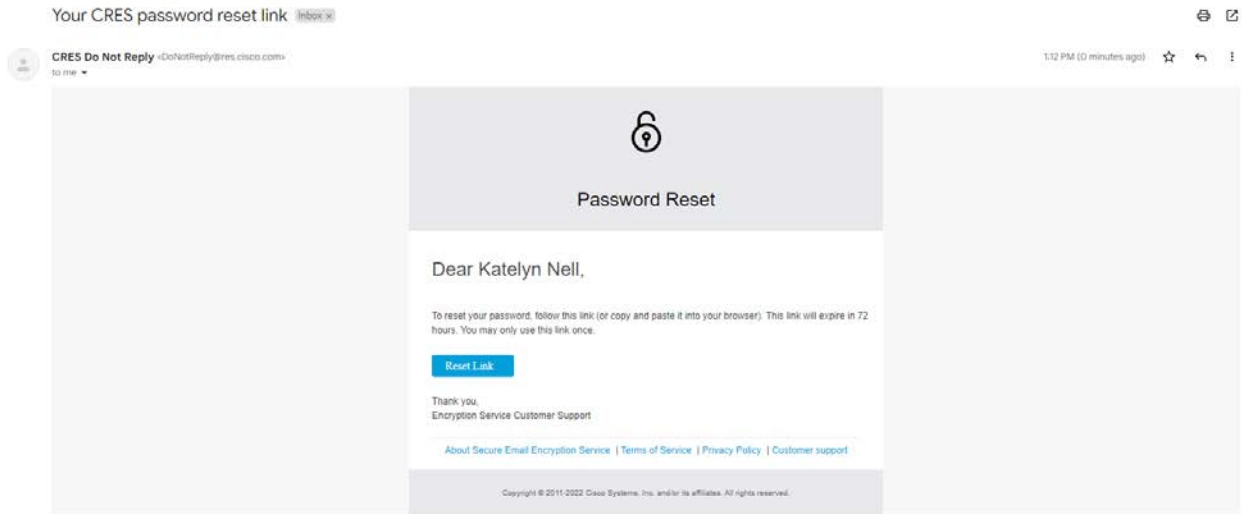 Your CRES password reset link Inbox x
CRES Do Not Reply <DoNotReply@res.cisco.com>
1:12 PM (0 minutes ago)
to me
Password Reset
Dear Katelyn Nell,
To reset your password, follow this link (or copy and paste it into your browser). This link will expire in 72
hours. You may only use this link once.
Reset Link
Thank you,
Encryption Service Customer Support
About Secure Email Encryption Service | Terms of Service | Privacy Policy | Customer support
Copyright © 2011-2022 Cisco Systems, Inc. and/or its affiliates. All rights reserved.